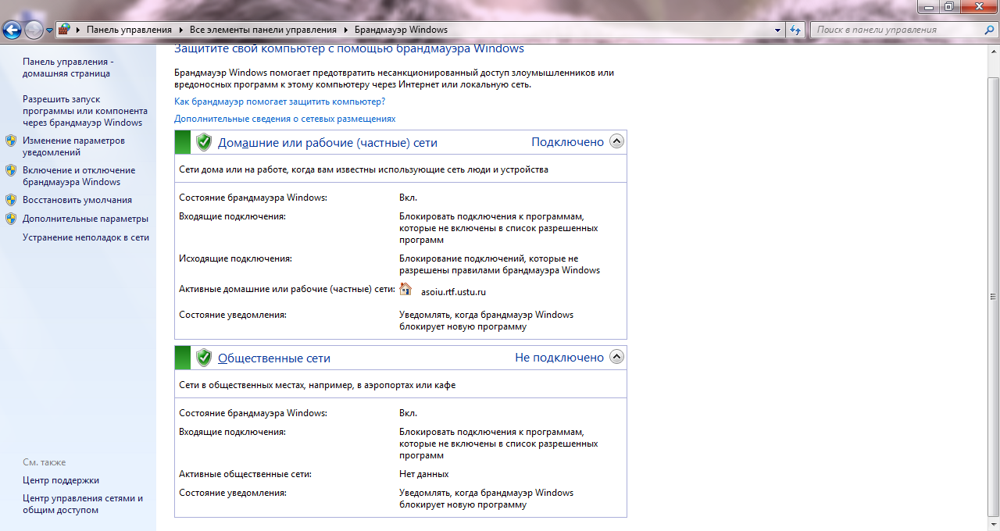 Панель управления
Все элементы панели управления
Брандмауэр Windows
Поиск в панели управления
Панель управления -
домашняя страница
Разрешить запуск
программы или компонента
через брандмауэр Windows
Изменение параметров
уведомлений
Включение и отключение
брандмауэра Windows
Восстановить умолчания
Дополнительные параметры
Устранение неполадок в сети
См. также
Центр поддержки
Центр управления сетями и
общим доступом
Защитите свой компьютер с помощью брандмауэра Windows
Брандмауэр Windows помогает предотвратить несанкционированный доступ злоумышленников или
вредоносных программ к этому компьютеру через Интернет или локальную сеть.
Как брандмауэр помогает защитить компьютер?
Дополнительные сведения о сетевых размещениях
Домашние или рабочие (частные) сети Подключено
Сети дома или на работе, когда вам известны использующие сеть люди и устройства
Состояние брандмауэра Windows: Вкл.
Входящие подключения: Блокировать подключения к программам,
которые не включены в список разрешенных
программ
Исходящие подключения: Блокирование подключений, которые не
разрешены правилами брандмауэра Windows
Активные домашние или рабочие (частные) сети: asoiu.rtf.ustu.ru
Состояние уведомления: Уведомлять, когда брандмауэр Windows
блокирует новую программу
Общественные сети Не подключено
Сети в общественных местах, например, в аэропортах или кафе
Состояние брандмауэра Windows: Вкл.
Входящие подключения: Блокировать подключения к программам,
которые не включены в список разрешенных
программ
Активные общественные сети: Нет данных
Состояние уведомления: Уведомлять, когда брандмауэр Windows
блокирует новую программу